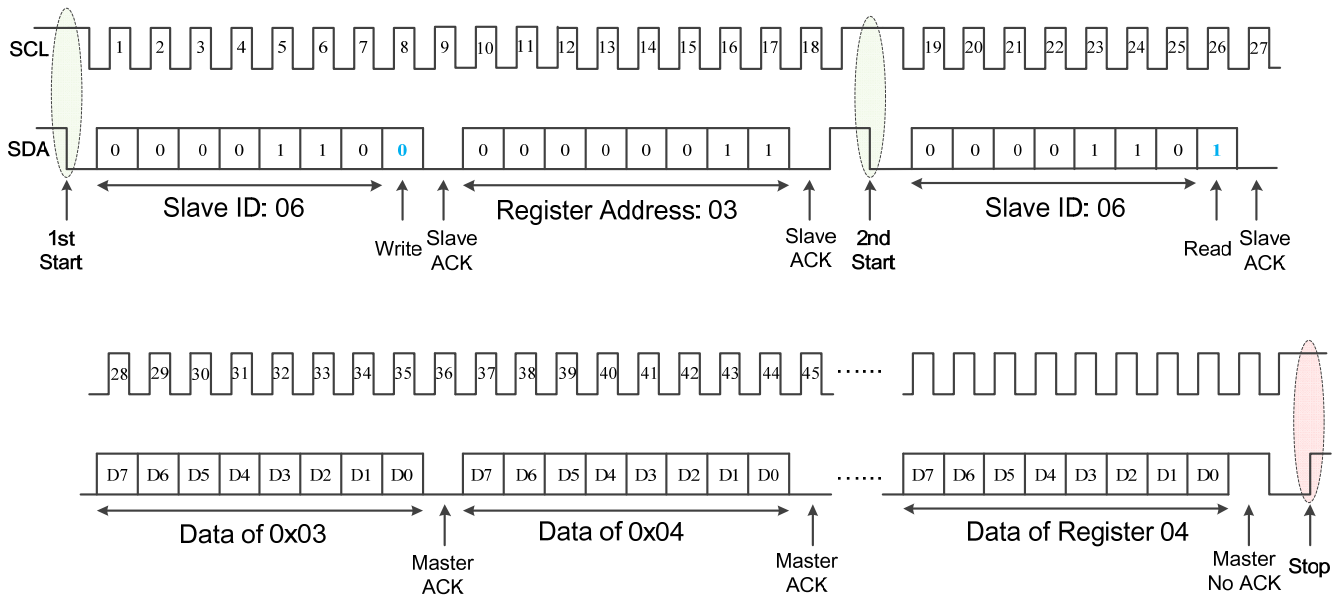 SCL 1 2 3 4 5 6 7 8 9 10 11 12 13 14 15 16 17 18 19 20 21 22 23 24 25 26 27
SDA 0 0 0 0 1 1 0 0 0 0 0 0 0 0 1 1 0 0 0 0 1 1 0 1
Slave ID: 06 Register Address: 03 Slave ID: 06
1st Start
Write
Slave ACK
Slave ACK
2nd Start
Read
Slave ACK
28 29 30 31 32 33 34 35 36 37 38 39 40 41 42 43 44 45 ......
D7 D6 D5 D4 D3 D2 D1 D0 D7 D6 D5 D4 D3 D2 D1 D0 ...... D7 D6 D5 D4 D3 D2 D1 D0
Data of 0x03 Data of 0x04 Data of Register 04
Master ACK
Master ACK
Master No ACK
Stop